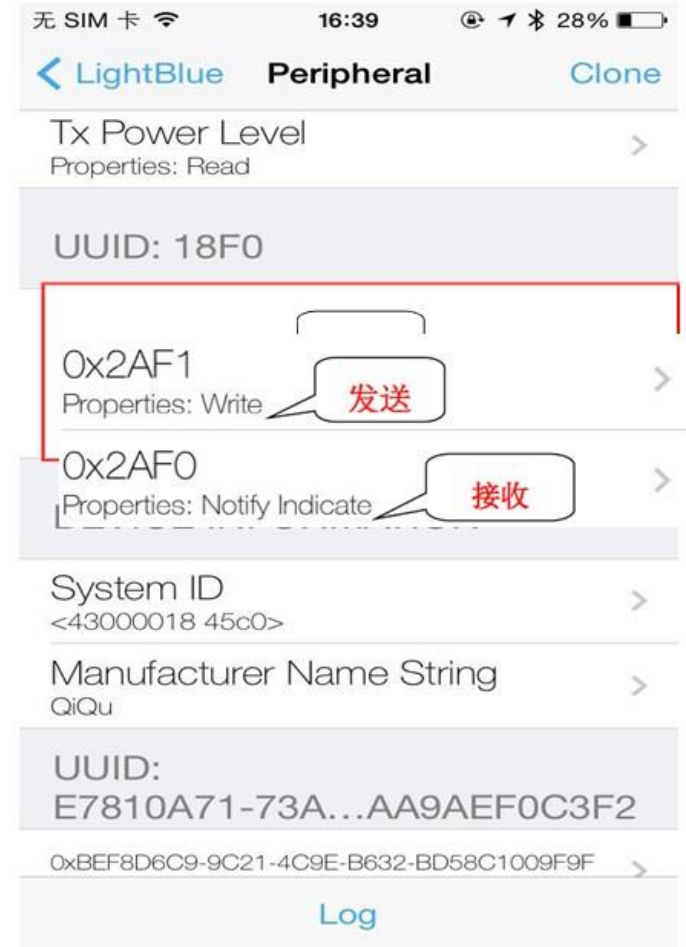 无 SIM 卡 16:39 28%
LightBlue Peripheral Clone
Tx Power Level
Properties: Read
UUID: 18F0
0x2AF1
Properties: Write
发送
0x2AF0
Properties: Notify Indicate
接收
System ID
<43000018 45c0>
Manufacturer Name String
QiQu
UUID:
E7810A71-73A...AA9AEF0C3F2
0xBEF8D6C9-9C21-4C9E-B632-BD58C1009F9F
Log